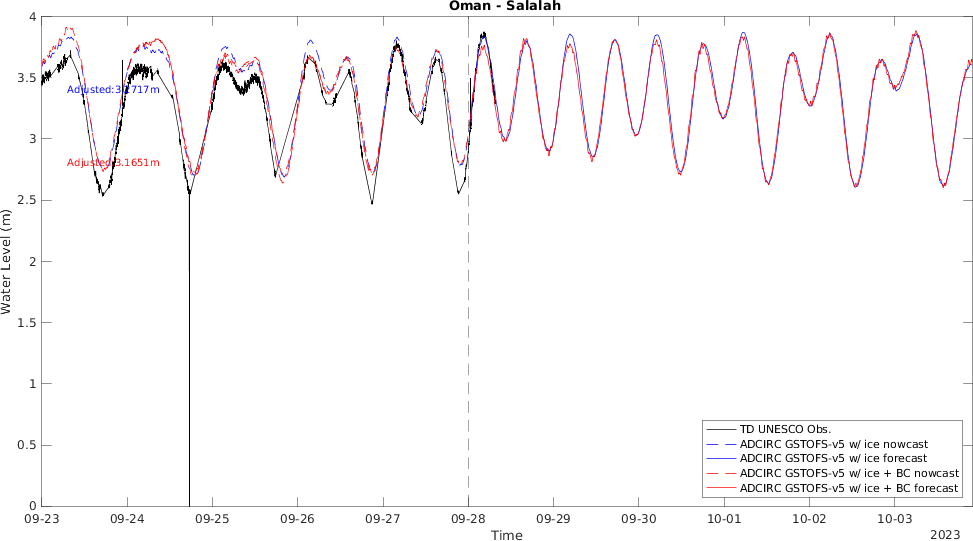 Oman - Salalah
4
3.5
3
2.5
2
1.5
1
0.5
0
Water Level (m)
Adjusted:3.1717m
Adjusted:3.1651m
TD UNESCO Obs.
ADCIRC GSTOFS-v5 w/ ice nowcast
ADCIRC GSTOFS-v5 w/ ice forecast
ADCIRC GSTOFS-v5 w/ ice + BC nowcast
ADCIRC GSTOFS-v5 w/ ice + BC forecast
09-23 09-24 09-25 09-26 09-27 09-28 09-29 09-30 10-01 10-02 10-03
Time
2023